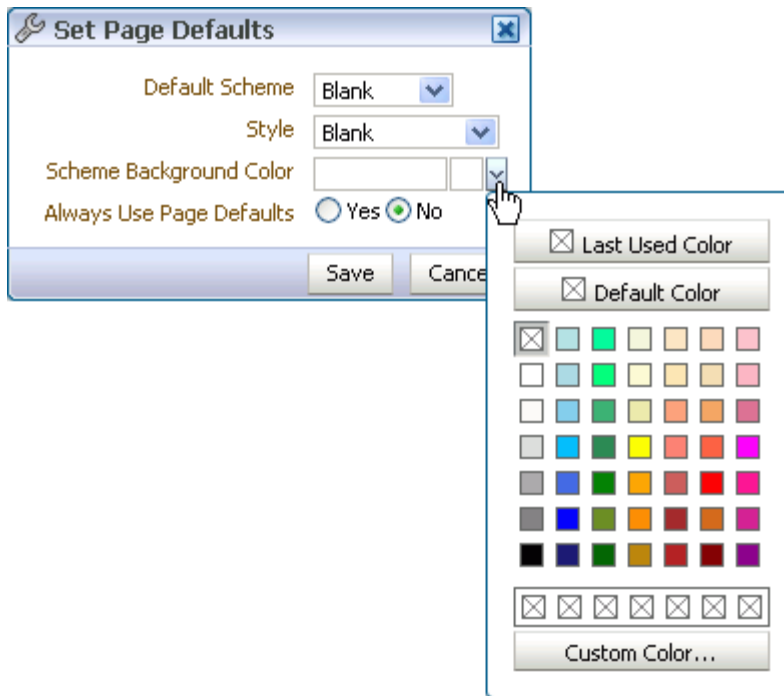 Set Page Defaults
Default Scheme Blank
Style Blank
Scheme Background Color
Always Use Page Defaults Yes No
Save Cance
Last Used Color
Default Color
Custom Color...